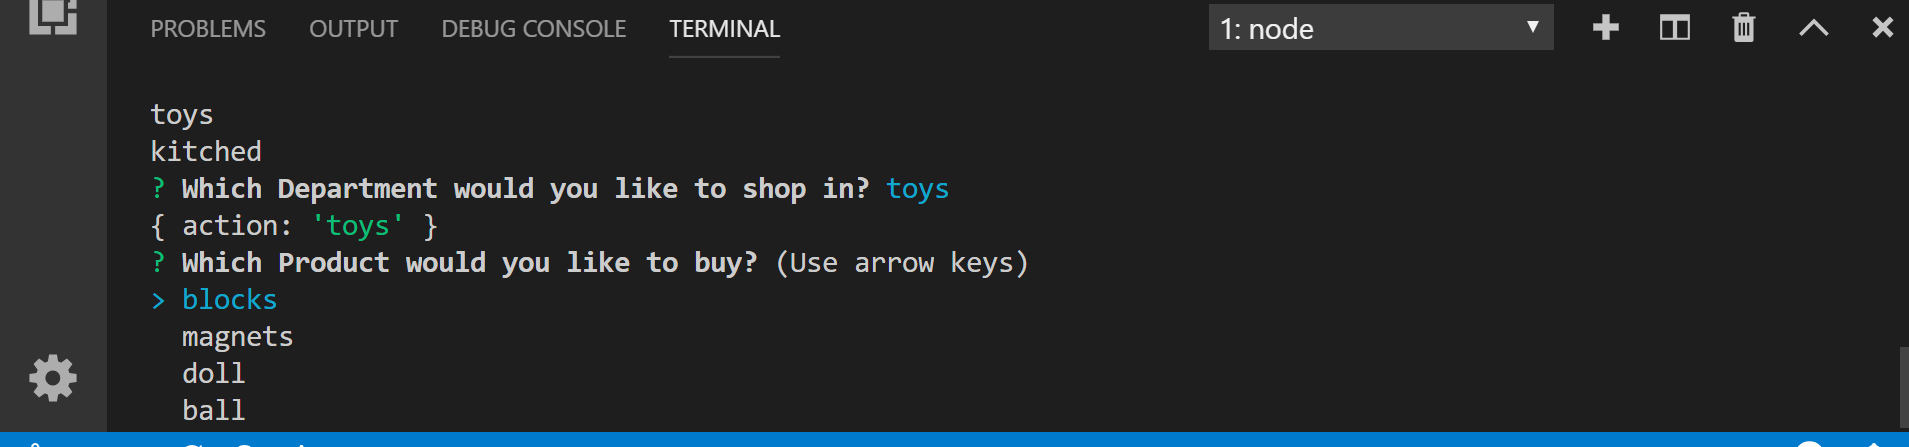 PROBLEMS OUTPUT DEBUG CONSOLE TERMINAL 1: node
toys
kitched
? Which Department would you like to shop in? toys
{ action: 'toys' }
? Which Product would you like to buy? (Use arrow keys)
> blocks
magnets
doll
ball